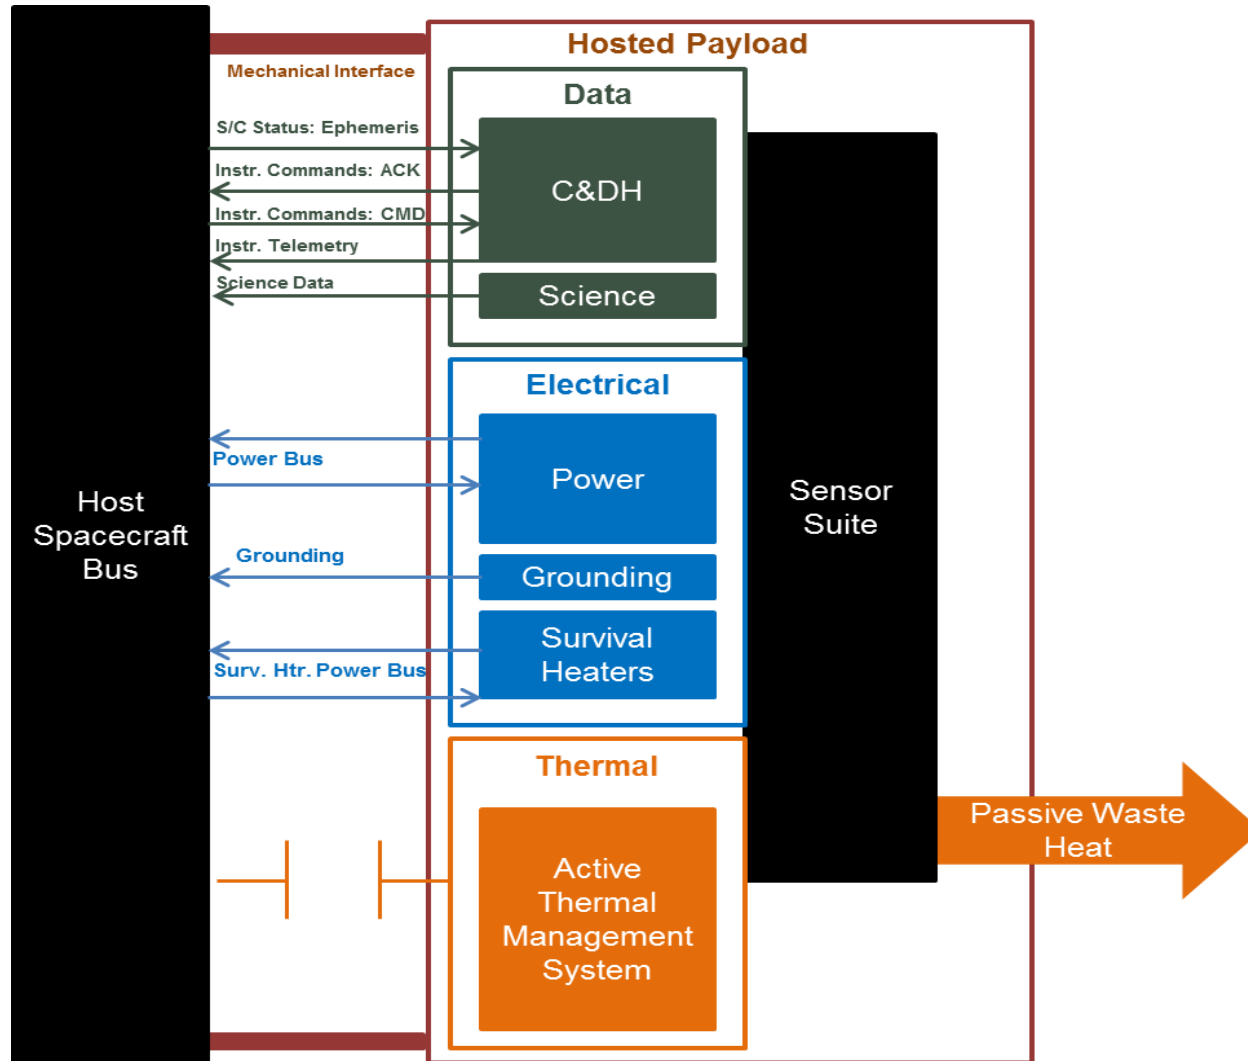 Hosted Payload
Mechanical Interface
Data
S/C Status: Ephemeris
Instr. Commands: ACK
C&DH
Instr. Commands: CMD
Instr. Telemetry
Science Data
Science
Electrical
Power Bus
Power
Host
Spacecraft
Bus
Sensor
Suite
Grounding
Grounding
Survival
Heaters
Surv. Htr. Power Bus
Thermal
Passive Waste
Heat
Active
Thermal
Management
System